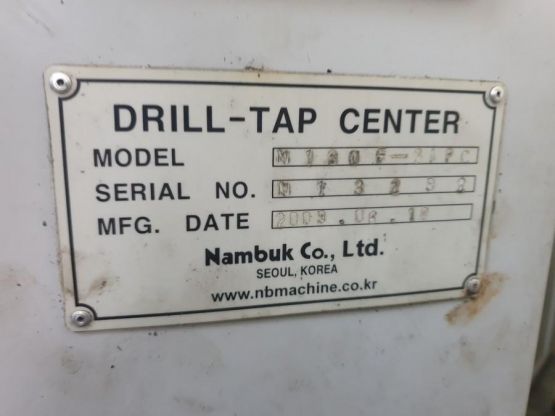 DRILL-TAP CENTER
MODEL
SERIAL NO.
MFG. DATE
Nambuk Co., Ltd.
SEOUL, KOREA
www.nbmachine.co.kr